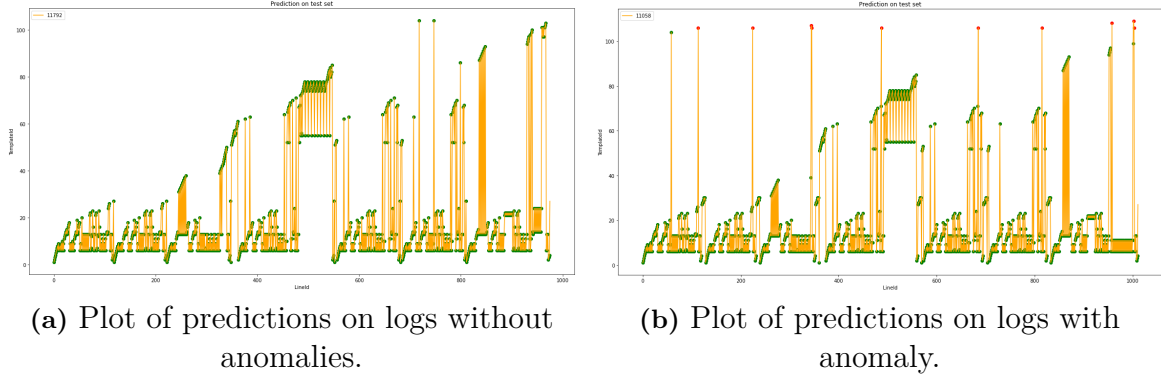 Prediction on test set
11792
100
80
60
40
20
0
TemplateId
0
200
400
600
800
1000
LineId
Prediction on test set
11058
100
80
60
40
20
0
TemplateId
0
200
400
600
800
1000
LineId
(a) Plot of predictions on logs without
anomalies.
(b) Plot of predictions on logs with
anomaly.